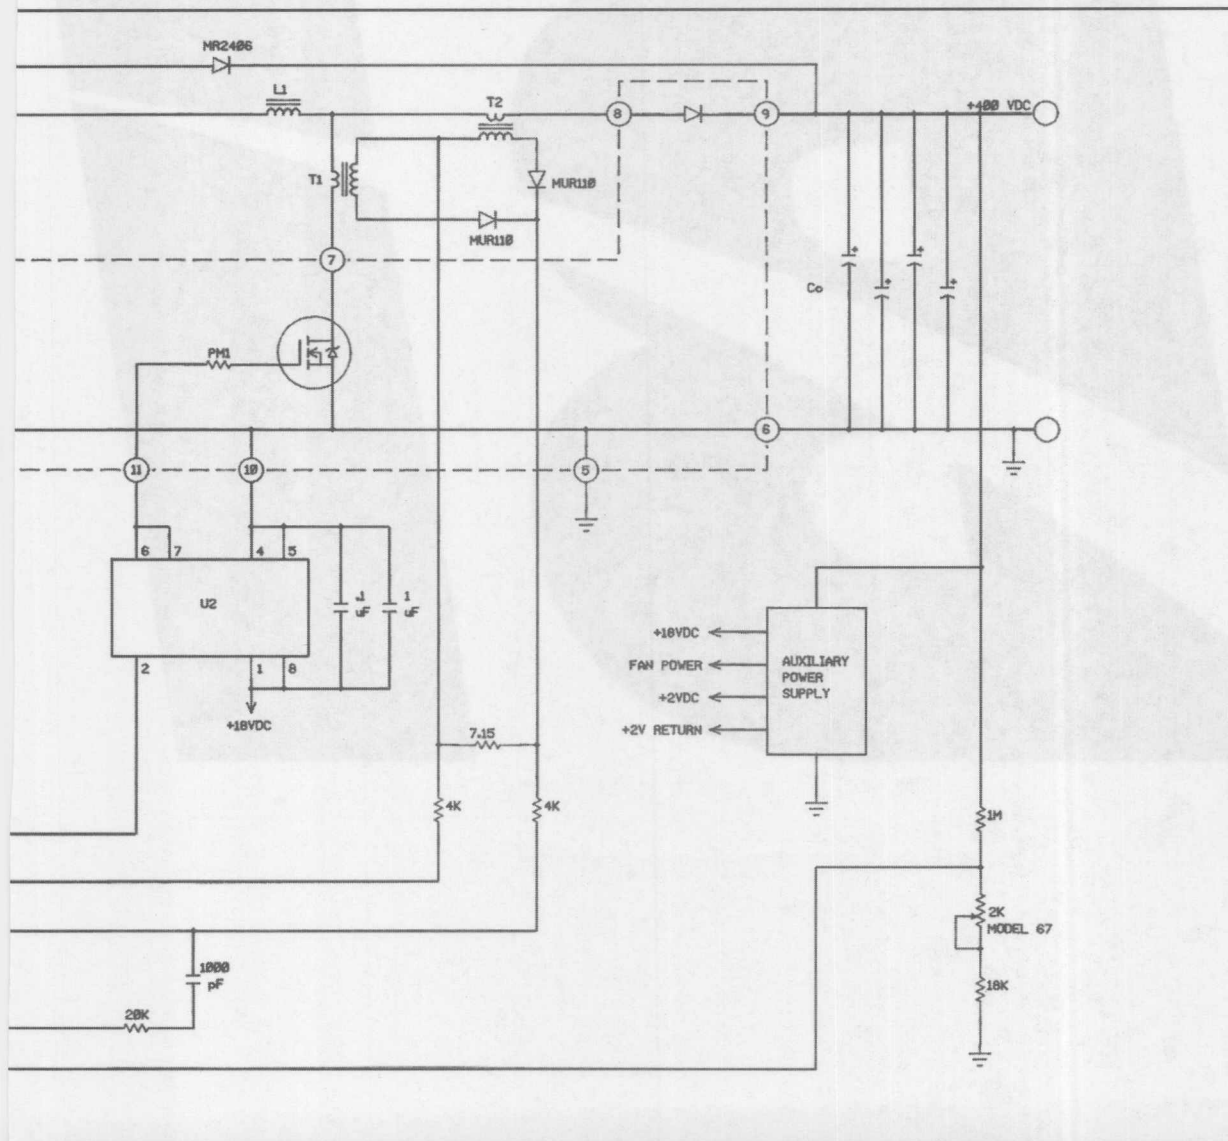 MR2406
L1
T2
8
9
+400 VDC
T1
MUR110
MUR110
7
Co
+
+
+
+
PM1
6
11
10
5
6 7 4 5
U2
.1
uF
1
uF
2 1 8
+18VDC
+18VDC
FAN POWER
+2VDC
+2V RETURN
AUXILIARY
POWER
SUPPLY
7.15
4K
4K
1M
2K
MODEL 67
1000
pF
18K
20K